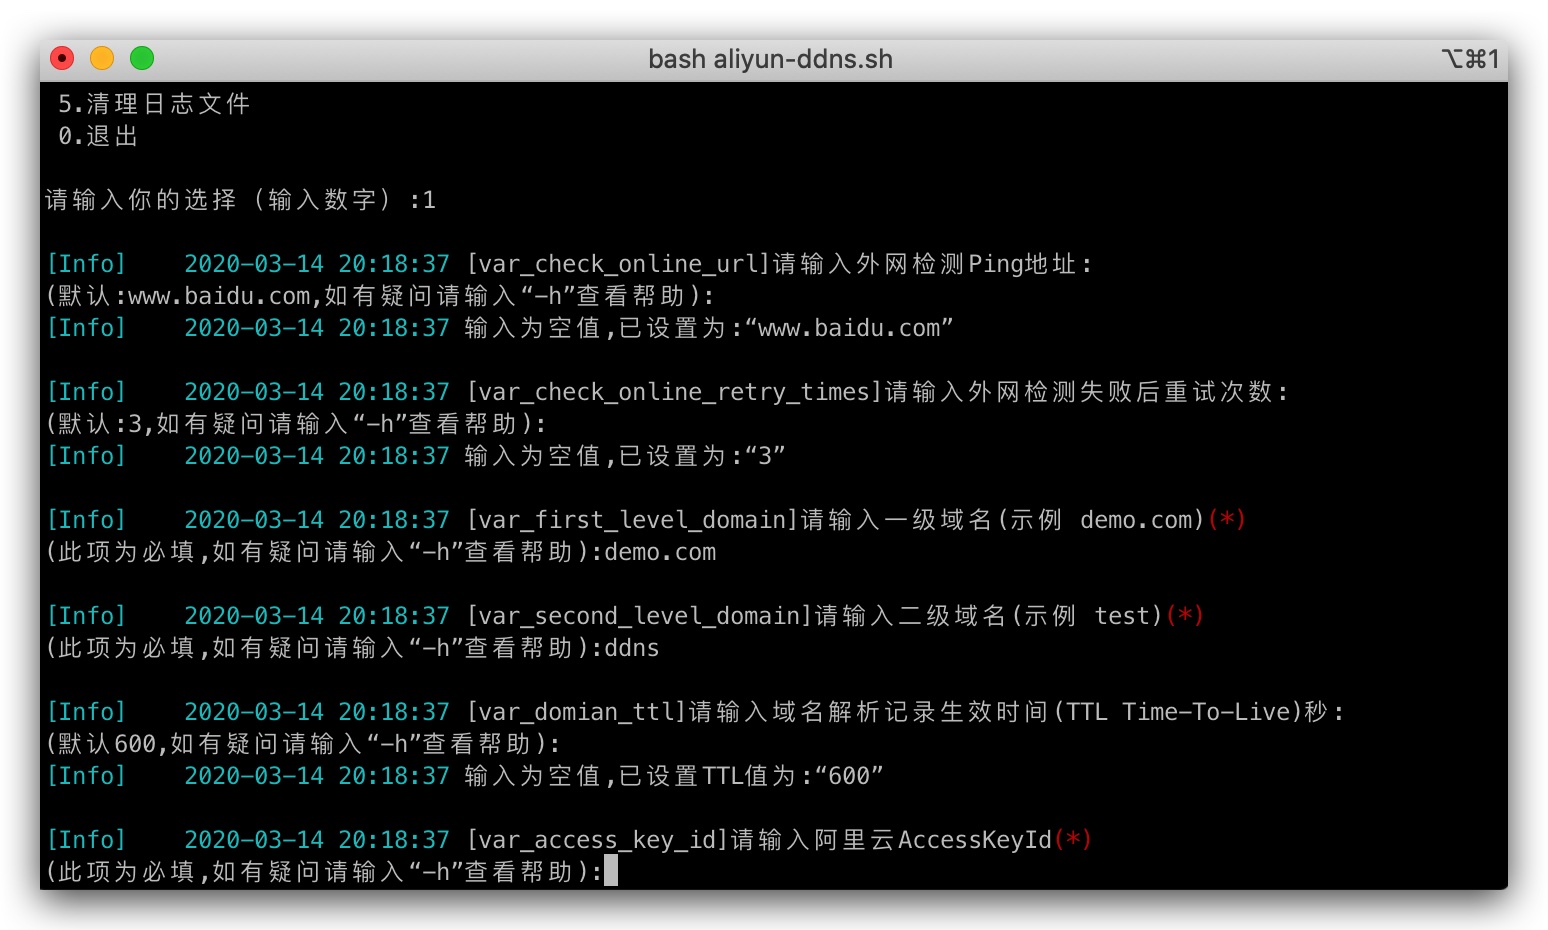 bash aliyun-ddns.sh
⌥⌘1
5.清理日志文件
0.退出
请输入你的选择（输入数字）:1
[Info]    2020-03-14 20:18:37 [var_check_online_url]请输入外网检测Ping地址:
(默认:www.baidu.com,如有疑问请输入“-h”查看帮助):
[Info]    2020-03-14 20:18:37 输入为空值,已设置为:“www.baidu.com”
[Info]    2020-03-14 20:18:37 [var_check_online_retry_times]请输入外网检测失败后重试次数:
(默认:3,如有疑问请输入“-h”查看帮助):
[Info]    2020-03-14 20:18:37 输入为空值,已设置为:“3”
[Info]    2020-03-14 20:18:37 [var_first_level_domain]请输入一级域名(示例 demo.com)(*)
(此项为必填,如有疑问请输入“-h”查看帮助):demo.com
[Info]    2020-03-14 20:18:37 [var_second_level_domain]请输入二级域名(示例 test)(*)
(此项为必填,如有疑问请输入“-h”查看帮助):ddns
[Info]    2020-03-14 20:18:37 [var_domian_ttl]请输入域名解析记录生效时间(TTL Time-To-Live)秒:
(默认600,如有疑问请输入“-h”查看帮助):
[Info]    2020-03-14 20:18:37 输入为空值,已设置TTL值为:“600”
[Info]    2020-03-14 20:18:37 [var_access_key_id]请输入阿里云AccessKeyId(*)
(此项为必填,如有疑问请输入“-h”查看帮助):